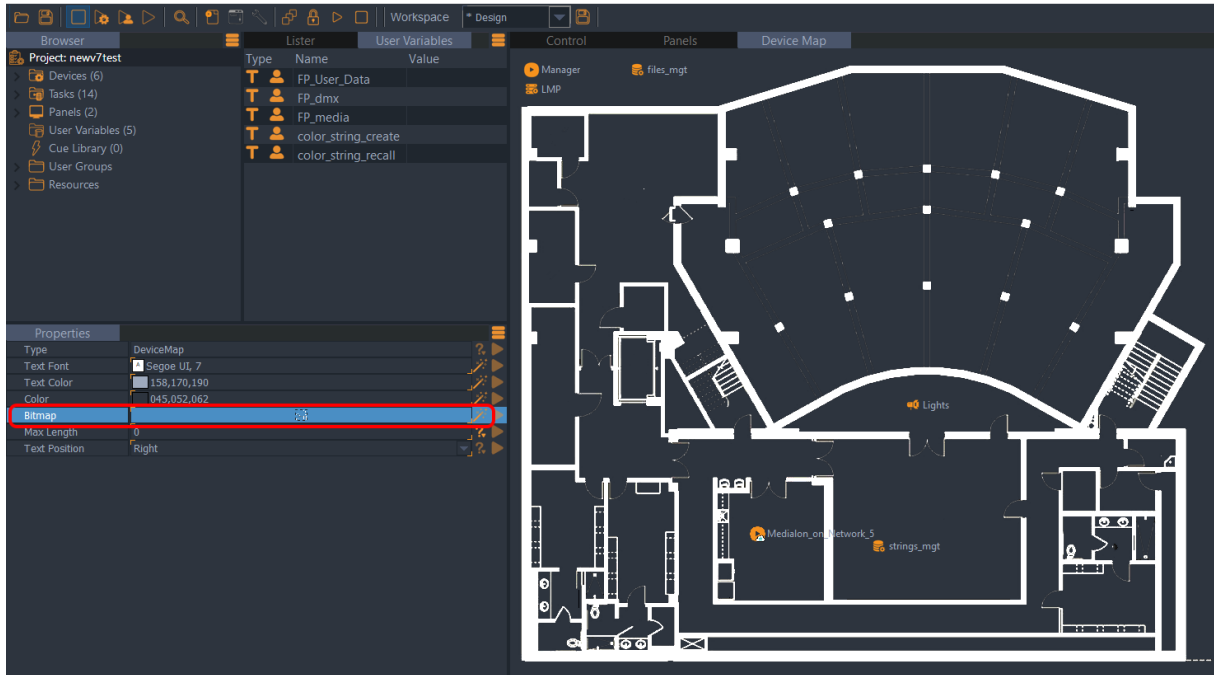 Workspace * Design
Browser
Project: newv7test
Devices (6)
Tasks (14)
Panels (2)
User Variables (5)
Cue Library (0)
User Groups
Resources
Lister User Variables
Type Name Value
T FP_User_Data
T FP_dmx
T FP_media
T color_string_create
T color_string_recall
Properties
Type DeviceMap
Text Font A Segoe UI, 7
Text Color 158,170,190
Color 045,052,062
Bitmap
Max Length 0
Text Position Right
Control Panels Device Map
Manager files_mgt
LMP
Lights
Medialon_on_Network_5
strings_mgt